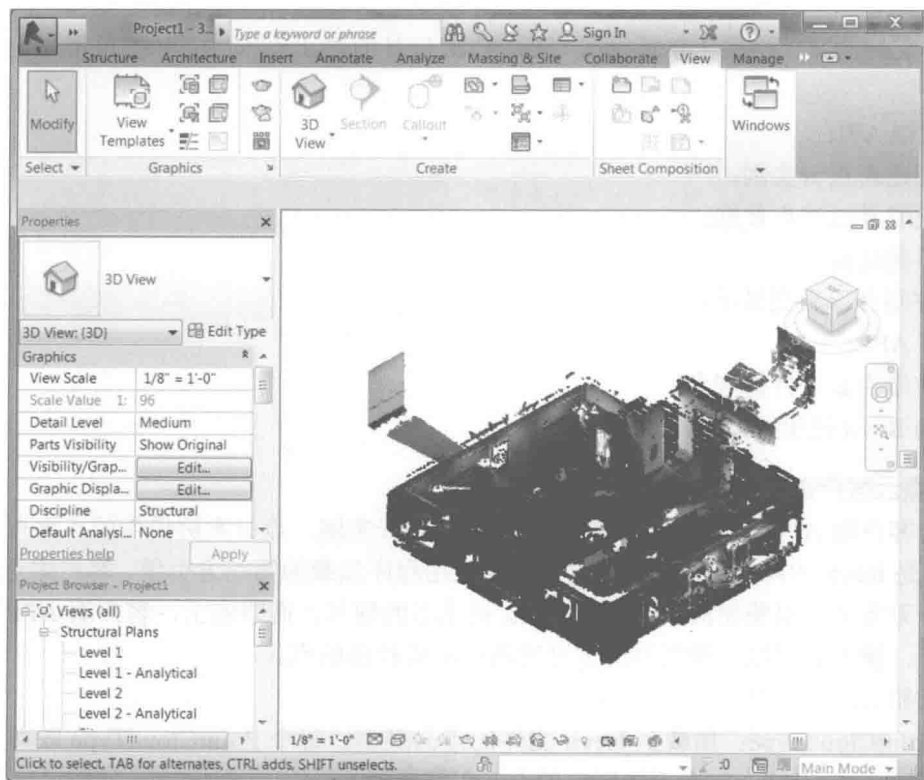 Project1 - 3...
Type a keyword or phrase
Sign In
Structure Architecture Insert Annotate Analyze Massing & Site Collaborate View Manage
Modify
View Templates
3D View
Section
Callout
Windows
Select
Graphics
Create
Sheet Composition
Properties
3D View
3D View: {3D}
Edit Type
Graphics
View Scale 1/8" = 1'-0"
Scale Value 1: 96
Detail Level Medium
Parts Visibility Show Original
Visibility/Grap... Edit...
Graphic Displa... Edit...
Discipline Structural
Default Analysi... None
Properties help
Apply
Project Browser - Project1
Views (all)
Structural Plans
Level 1
Level 1 - Analytical
Level 2
Level 2 - Analytical
1/8" = 1'-0"
Click to select, TAB for alternates, CTRL adds, SHIFT unselects.
:0
Main Mode